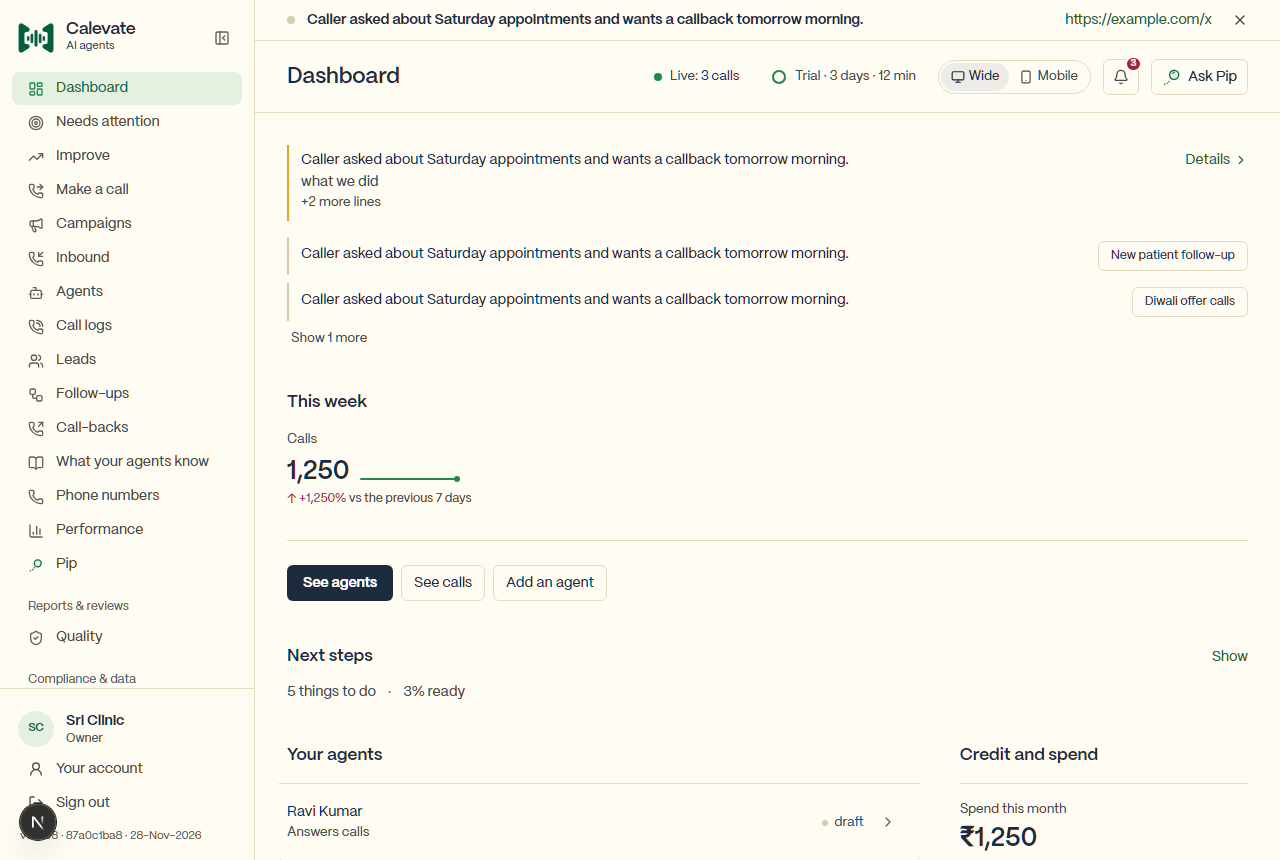 Calevate
AI agents
Dashboard
Needs attention
Improve
Make a call
Campaigns
Inbound
Agents
Call logs
Leads
Follow-ups
Call-backs
What your agents know
Phone numbers
Performance
Pip
Reports & reviews
Quality
Compliance & data
SC
Sri Clinic
Owner
Your account
Sign out
N
· 87a0c1ba8 · 28-Nov-2026
Caller asked about Saturday appointments and wants a callback tomorrow morning.
https://example.com/x
Dashboard
Live: 3 calls
Trial · 3 days · 12 min
Wide
Mobile
3
Ask Pip
Caller asked about Saturday appointments and wants a callback tomorrow morning.
Details
what we did
+2 more lines
Caller asked about Saturday appointments and wants a callback tomorrow morning.
New patient follow-up
Caller asked about Saturday appointments and wants a callback tomorrow morning.
Diwali offer calls
Show 1 more
This week
Calls
1,250
+1,250% vs the previous 7 days
See agents
See calls
Add an agent
Next steps
Show
5 things to do · 3% ready
Your agents
Ravi Kumar
Answers calls
draft
Credit and spend
Spend this month
₹1,250